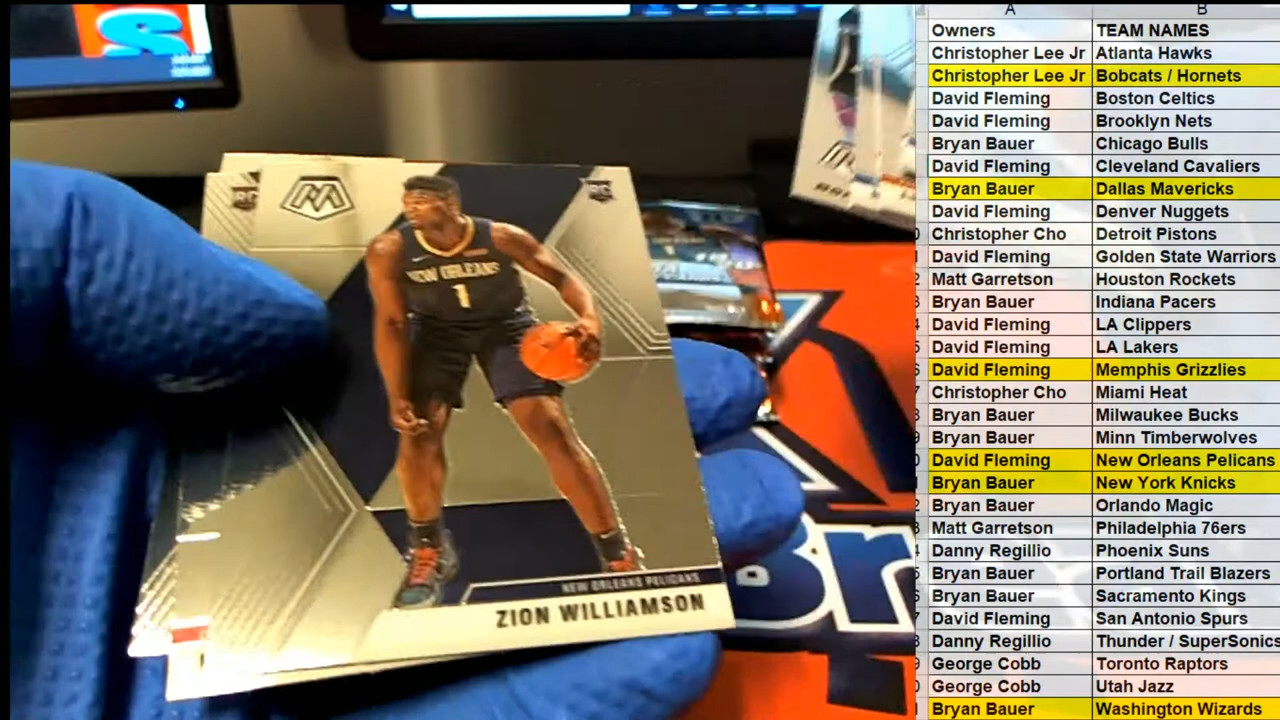 A B
Owners TEAM NAMES
Christopher Lee Jr Atlanta Hawks
Christopher Lee Jr Bobcats / Hornets
David Fleming Boston Celtics
David Fleming Brooklyn Nets
Bryan Bauer Chicago Bulls
David Fleming Cleveland Cavaliers
Bryan Bauer Dallas Mavericks
David Fleming Denver Nuggets
Christopher Cho Detroit Pistons
David Fleming Golden State Warriors
Matt Garretson Houston Rockets
Bryan Bauer Indiana Pacers
David Fleming LA Clippers
David Fleming LA Lakers
David Fleming Memphis Grizzlies
Christopher Cho Miami Heat
Bryan Bauer Milwaukee Bucks
Bryan Bauer Minn Timberwolves
David Fleming New Orleans Pelicans
Bryan Bauer New York Knicks
Bryan Bauer Orlando Magic
Matt Garretson Philadelphia 76ers
Danny Regillio Phoenix Suns
Bryan Bauer Portland Trail Blazers
Bryan Bauer Sacramento Kings
David Fleming San Antonio Spurs
Danny Regillio Thunder / SuperSonics
George Cobb Toronto Raptors
George Cobb Utah Jazz
Bryan Bauer Washington Wizards
RC
M
RC
NEW ORLEANS
1
NEW ORLEANS PELICANS
ZION WILLIAMSON
Br